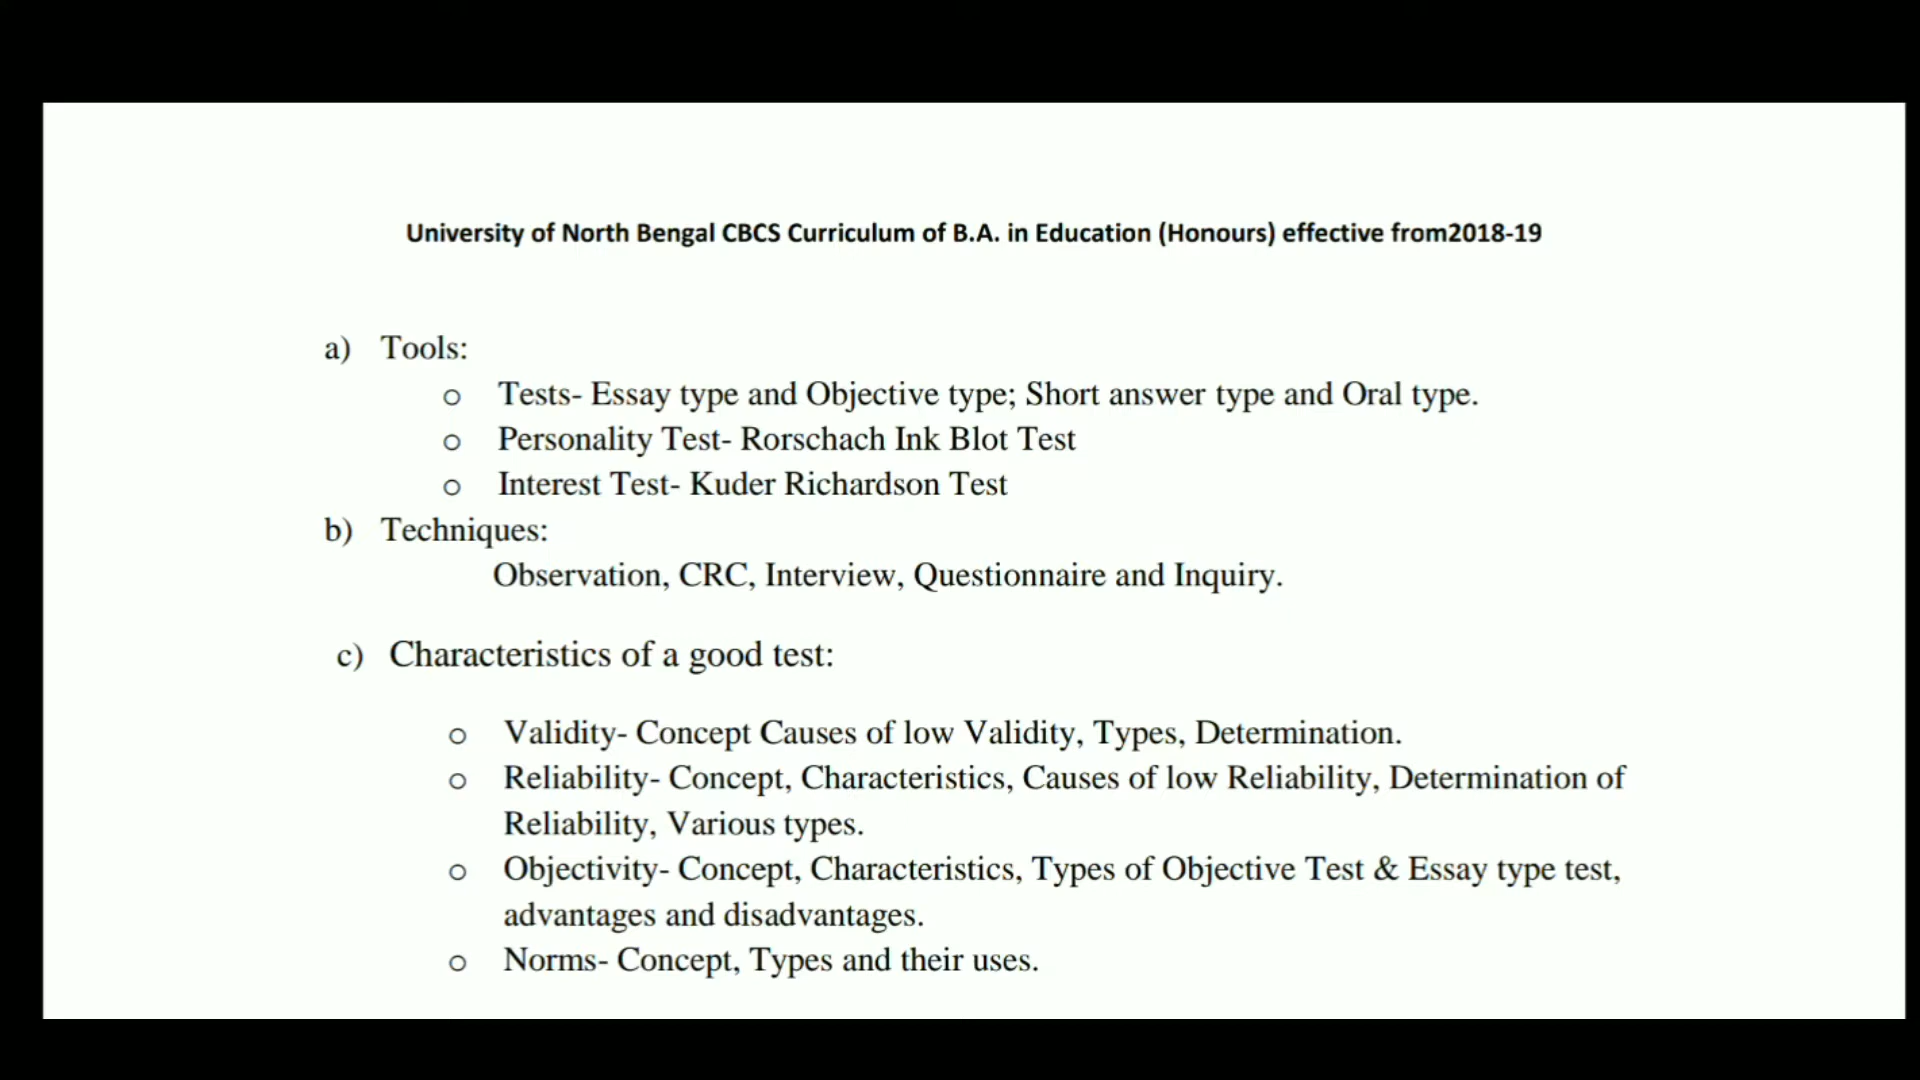 University of North Bengal CBCS Curriculum of B.A. in Education (Honours) effective from2018-19
a) Tools:
o Tests- Essay type and Objective type; Short answer type and Oral type.
o Personality Test- Rorschach Ink Blot Test
o Interest Test- Kuder Richardson Test
b) Techniques:
Observation, CRC, Interview, Questionnaire and Inquiry.
c) Characteristics of a good test:
o Validity- Concept Causes of low Validity, Types, Determination.
o Reliability- Concept, Characteristics, Causes of low Reliability, Determination of
Reliability, Various types.
o Objectivity- Concept, Characteristics, Types of Objective Test & Essay type test,
advantages and disadvantages.
o Norms- Concept, Types and their uses.